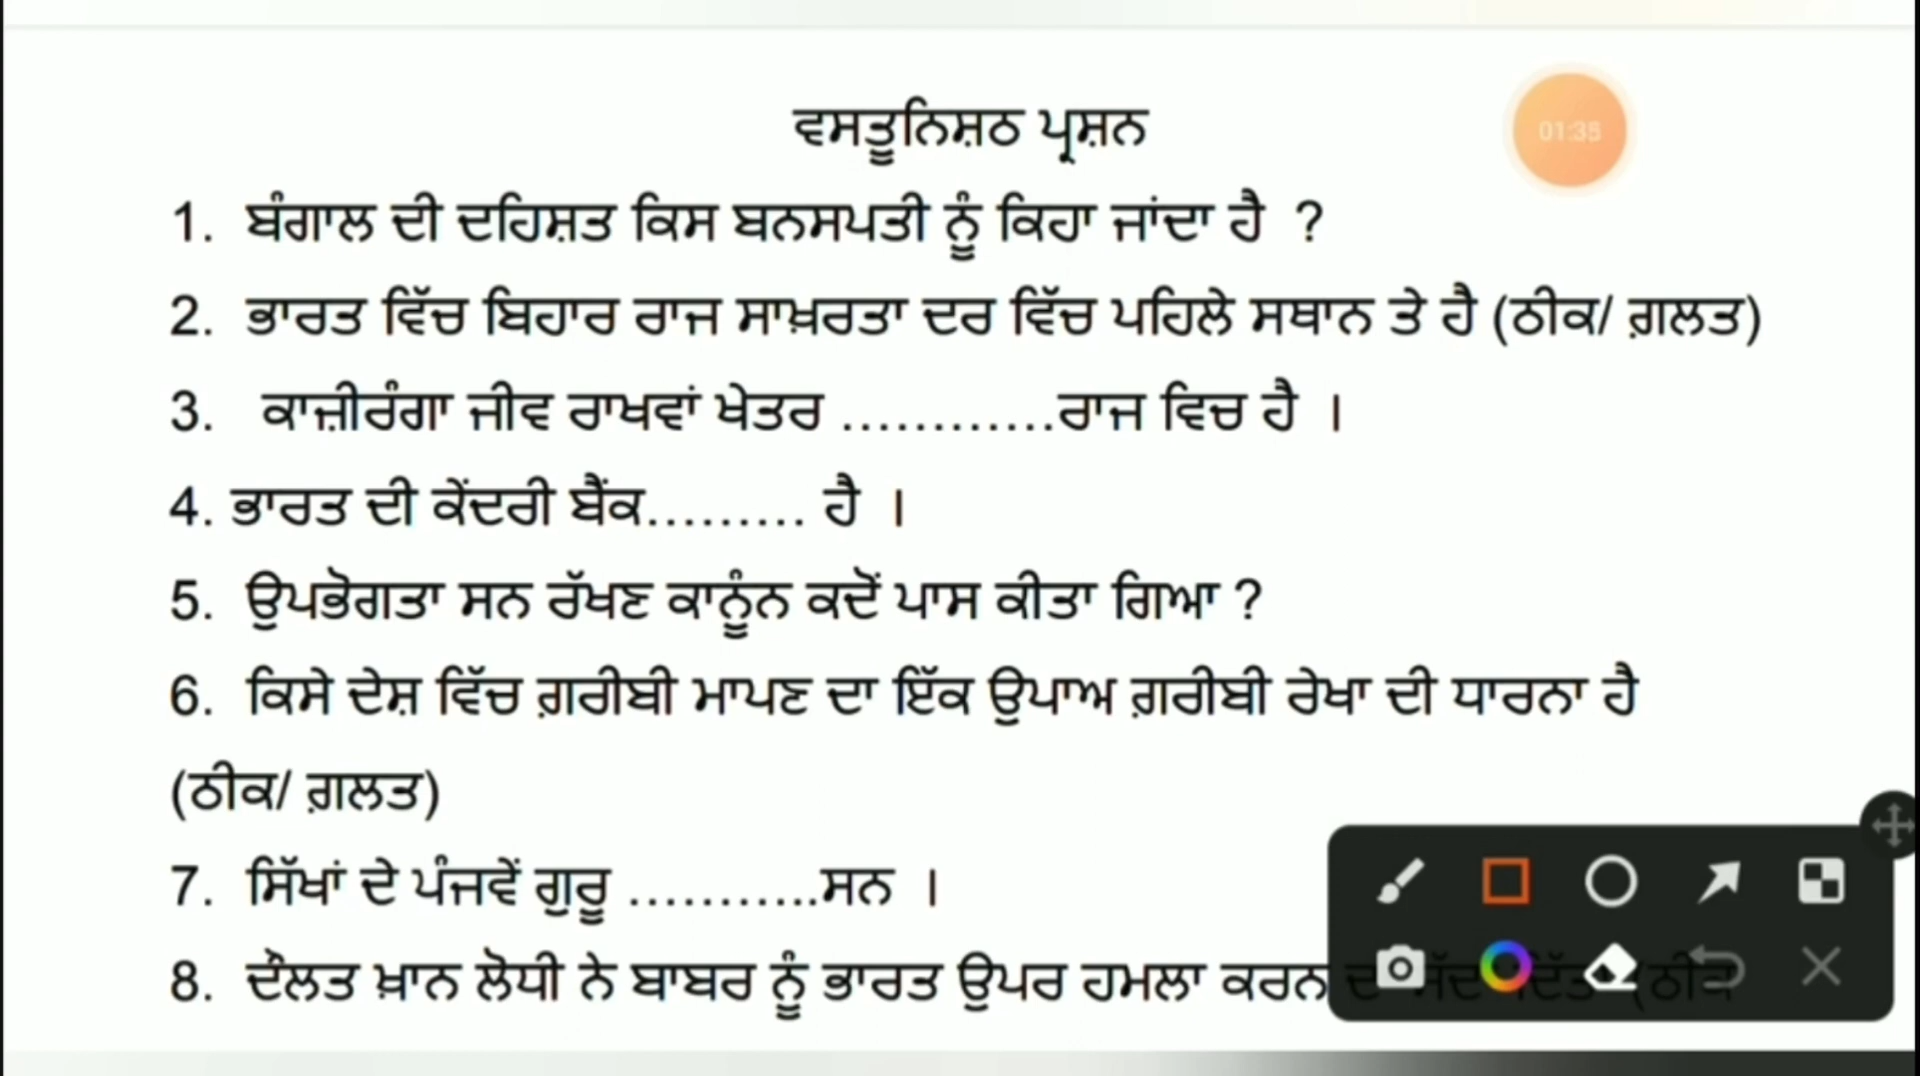 ਵਸਤੂਨਿਸ਼ਠ ਪ੍ਰਸ਼ਨ
01:35
1. ਬੰਗਾਲ ਦੀ ਦਹਿਸ਼ਤ ਕਿਸ ਬਨਸਪਤੀ ਨੂੰ ਕਿਹਾ ਜਾਂਦਾ ਹੈ ?
2. ਭਾਰਤ ਵਿੱਚ ਬਿਹਾਰ ਰਾਜ ਸਾਖ਼ਰਤਾ ਦਰ ਵਿੱਚ ਪਹਿਲੇ ਸਥਾਨ ਤੇ ਹੈ (ਠੀਕ/ ਗ਼ਲਤ)
3. ਕਾਜ਼ੀਰੰਗਾ ਜੀਵ ਰਾਖਵਾਂ ਖੇਤਰ ............ਰਾਜ ਵਿਚ ਹੈ ।
4. ਭਾਰਤ ਦੀ ਕੇਂਦਰੀ ਬੈਂਕ......... ਹੈ ।
5. ਉਪਭੋਗਤਾ ਸਨ ਰੱਖਣ ਕਾਨੂੰਨ ਕਦੋਂ ਪਾਸ ਕੀਤਾ ਗਿਆ ?
6. ਕਿਸੇ ਦੇਸ਼ ਵਿੱਚ ਗ਼ਰੀਬੀ ਮਾਪਣ ਦਾ ਇੱਕ ਉਪਾਅ ਗ਼ਰੀਬੀ ਰੇਖਾ ਦੀ ਧਾਰਨਾ ਹੈ
(ਠੀਕ/ ਗ਼ਲਤ)
7. ਸਿੱਖਾਂ ਦੇ ਪੰਜਵੇਂ ਗੁਰੂ ...........ਸਨ ।
8. ਦੌਲਤ ਖ਼ਾਨ ਲੋਧੀ ਨੇ ਬਾਬਰ ਨੂੰ ਭਾਰਤ ਉਪਰ ਹਮਲਾ ਕਰਨ